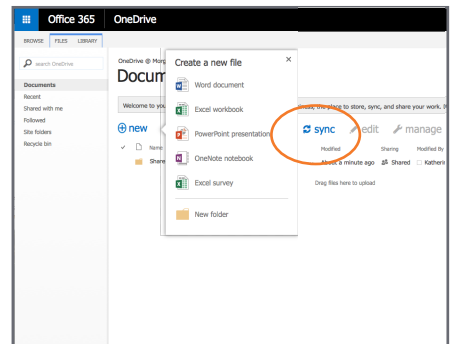 Office 365 OneDrive
BROWSE FILES LIBRARY
search OneDrive
Documents
Recent
Shared with me
Followed
Site folders
Recycle bin
OneDrive @ Morg
Docum
Welcome to you
new
Name
Share
Create a new file ×
Word document
Excel workbook
PowerPoint presentation
OneNote notebook
Excel survey
New folder
iness, the place to store, sync, and share your work. It
sync edit manage
Modified Sharing Modified By
About a minute ago Shared Katherin
Drag files here to upload